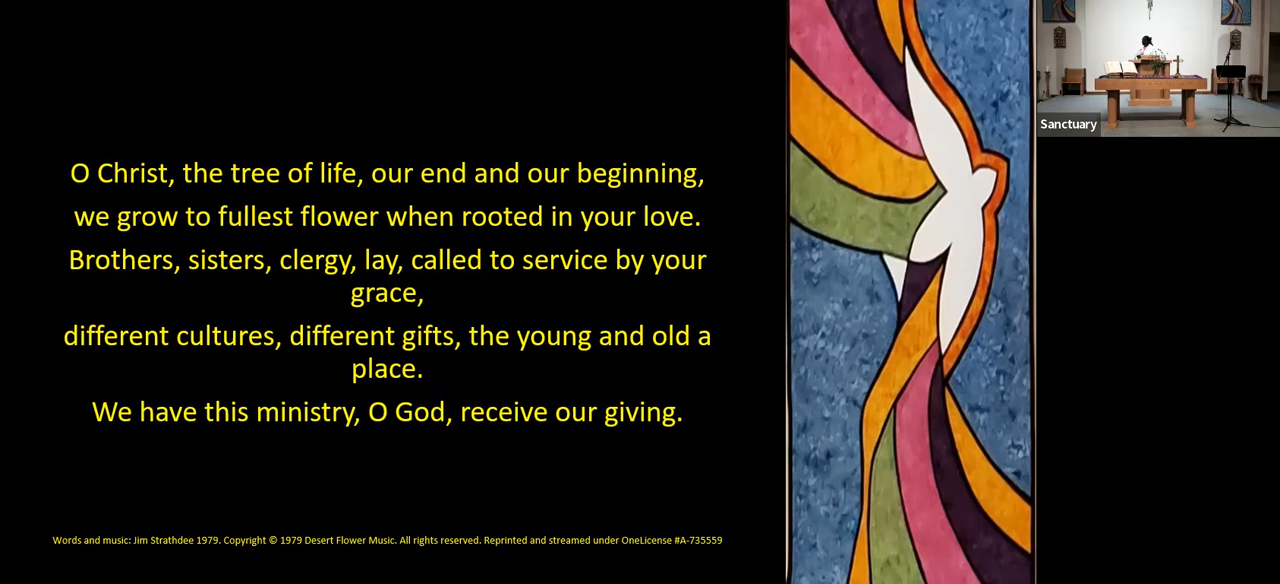 O Christ, the tree of life, our end and our beginning,
we grow to fullest flower when rooted in your love.
Brothers, sisters, clergy, lay, called to service by your
grace,
different cultures, different gifts, the young and old a
place.
We have this ministry, O God, receive our giving.
Words and music: Jim Strathdee 1979. Copyright © 1979 Desert Flower Music. All rights reserved. Reprinted and streamed under OneLicense #A-735559
Sanctuary